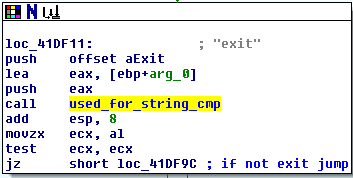 loc_41DF11: ; "exit"
push offset aExit
lea eax, [ebp+arg_0]
push eax
call used_for_string_cmp
add esp, 8
movzx ecx, al
test ecx, ecx
jz short loc_41DF9C ; if not exit jump